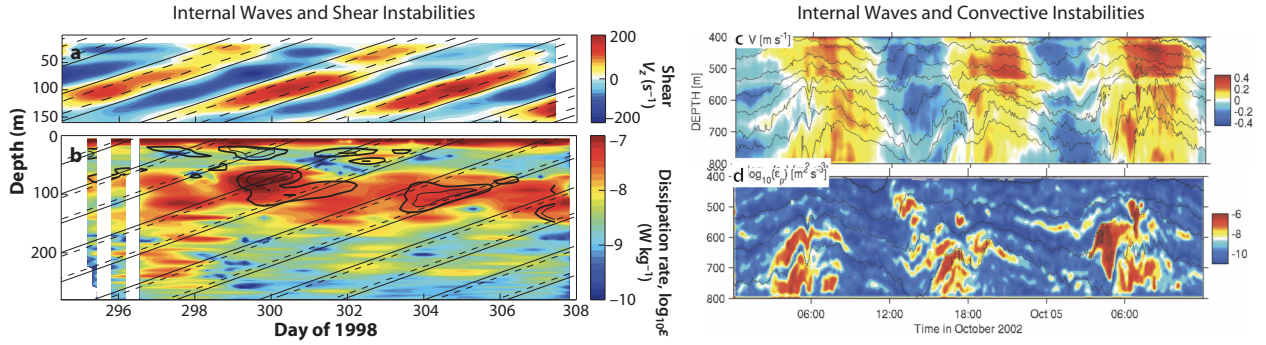 Internal Waves and Shear Instabilities
a
50
100
150
Depth (m)
200
100
0
-100
-200
Shear
Vz (s⁻¹)
b
0
100
200
-7
-8
-9
-10
Dissipation rate, log₁₀ε
(W kg⁻¹)
296
298
300
302
304
306
308
Day of 1998
Internal Waves and Convective Instabilities
c V [m s⁻¹]
400
500
600
700
800
DEPTH [m]
0.4
0.2
0
-0.2
-0.4
d log₁₀(ερ) [m² s⁻³]
400
500
600
700
800
-6
-8
-10
06:00
12:00
18:00
Oct 05
06:00
Time in October 2002